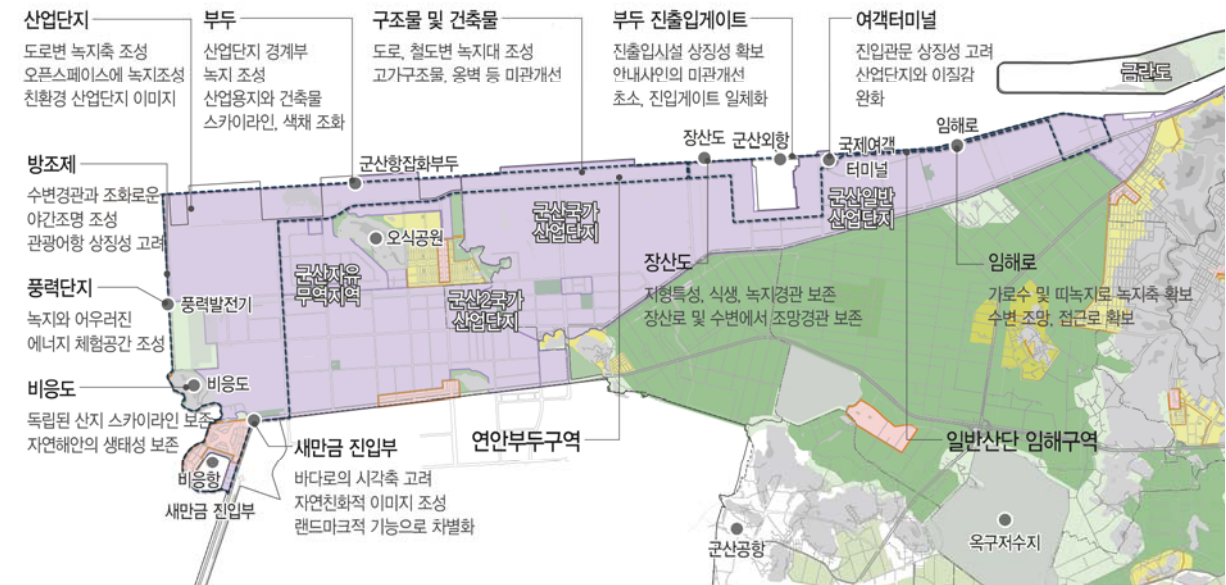 산업단지
도로변 녹지축 조성
오픈스페이스에 녹지조성
친환경 산업단지 이미지
부두
산업단지 경계부
녹지 조성
산업용지와 건축물
스카이라인, 색채 조화
구조물 및 건축물
도로, 철도변 녹지대 조성
고가구조물, 옹벽 등 미관개선
부두 진출입게이트
진출입시설 상징성 확보
안내사인의 미관개선
초소, 진입게이트 일체화
여객터미널
진입관문 상징성 고려
산업단지와 이질감
완화
금란도
방조제
수변경관과 조화로운
야간조명 조성
관광어항 상징성 고려
군산항잡화부두
장산도
군산외항
국제여객
터미널
임해로
군산일반
산업단지
군산국가
산업단지
오식공원
군산자유
무역지역
군산2국가
산업단지
장산도
지형특성, 식생, 녹지경관 보존
장산로 및 수변에서 조망경관 보존
임해로
가로수 및 띠녹지로 녹지축 확보
수변 조망, 접근로 확보
풍력단지
녹지와 어우러진
에너지 체험공간 조성
풍력발전기
비응도
독립된 산지 스카이라인 보존
자연해안의 생태성 보존
비응도
비응항
새만금 진입부
새만금 진입부
바다로의 시각축 고려
자연친화적 이미지 조성
랜드마크적 기능으로 차별화
연안부두구역
일반산단 임해구역
군산공항
옥구저수지